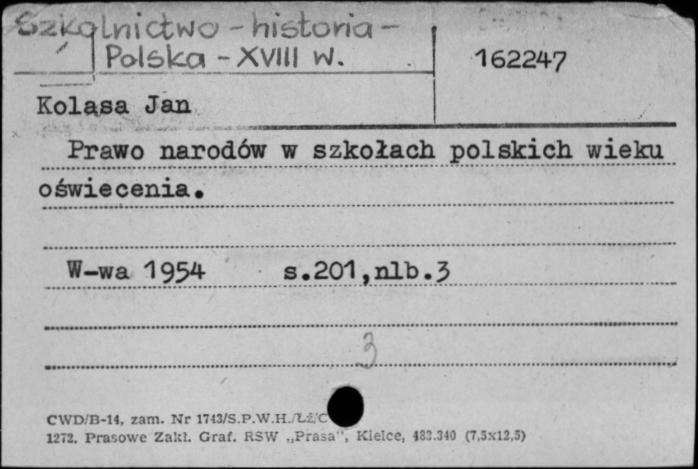 Szkolnictwo - historia -
Polska - XVIII w.
162247
Kolasa Jan
Prawo narodów w szkołach polskich wieku
oświecenia.
W-wa 1954 s.201,nlb.3
3
CWD/B-14, zam. Nr 1743/S.P.W.H./Łź/C
1272. Prasowe Zakł. Graf. RSW „Prasa", Kielce, 483.340 (7,5x12,5)